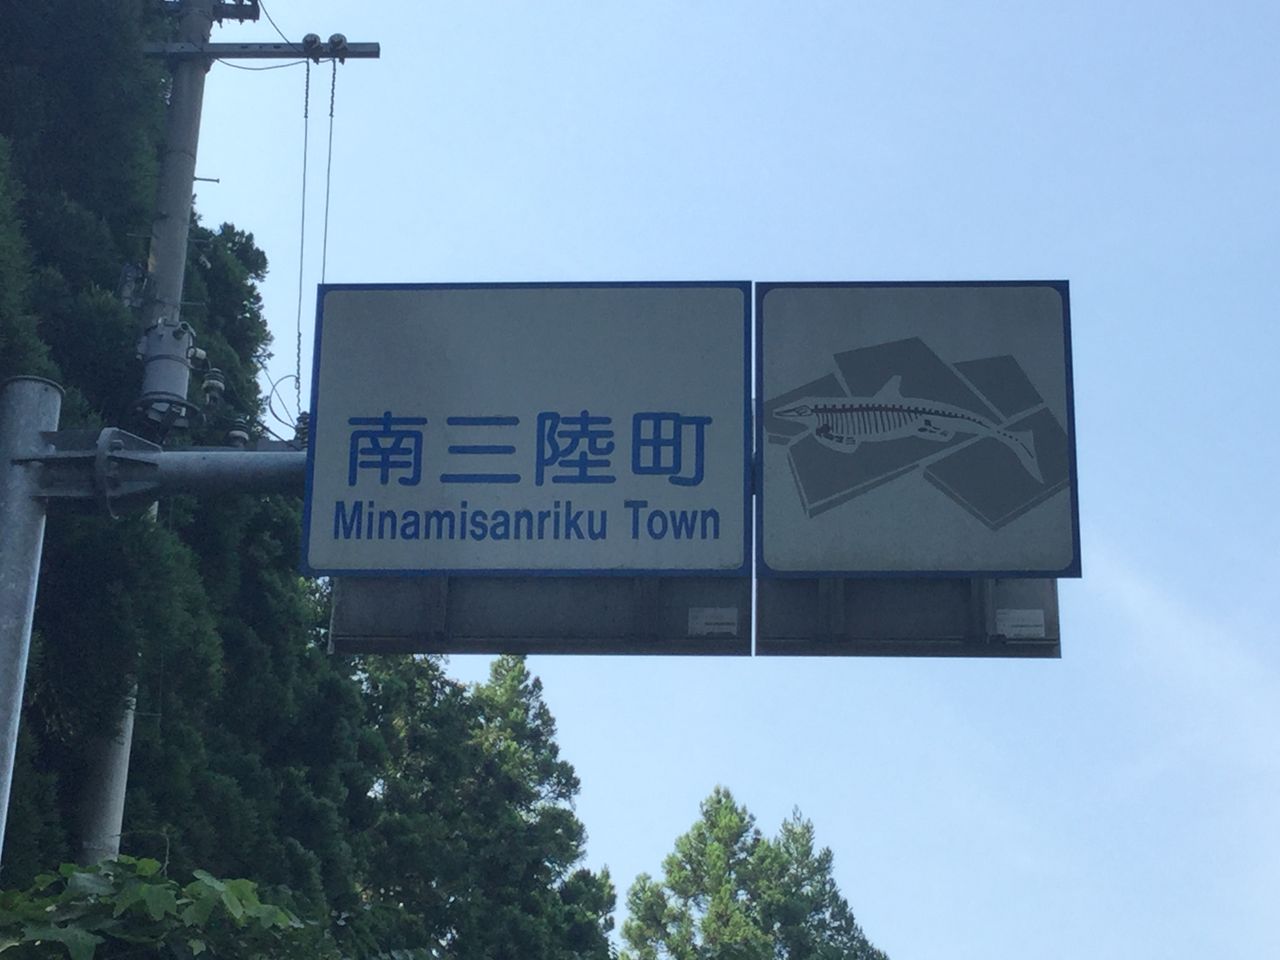 南三陸町
Minamisanriku Town